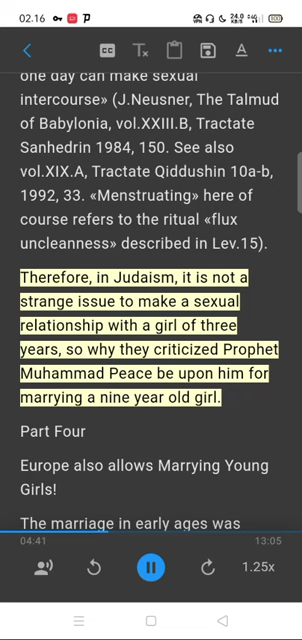 02.16
24.0 KB/S
one day can make sexual
intercourse» (J.Neusner, The Talmud
of Babylonia, vol.XXIII.B, Tractate
Sanhedrin 1984, 150. See also
vol.XIX.A, Tractate Qiddushin 10a-b,
1992, 33. «Menstruating» here of
course refers to the ritual «flux
uncleanness» described in Lev.15).
Therefore, in Judaism, it is not a
strange issue to make a sexual
relationship with a girl of three
years, so why they criticized Prophet
Muhammad Peace be upon him for
marrying a nine year old girl.
Part Four
Europe also allows Marrying Young
Girls!
The marriage in early ages was
04:41 13:05
1.25x